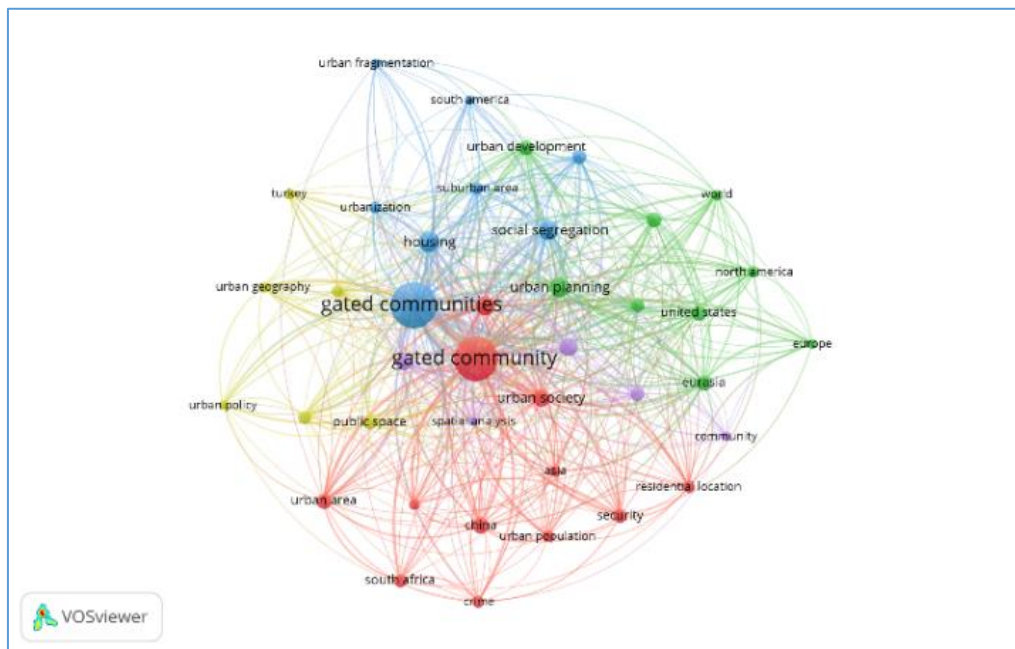 urban fragmentation
south america
urban development
suburban area
world
turkey
urbanization
social segregation
housing
north america
urban geography
urban planning
gated communities
united states
europe
gated community
eurasia
urban society
urban policy
public space
spatial analysis
community
asia
residential location
urban area
security
china
urban population
south africa
crime
VOSviewer